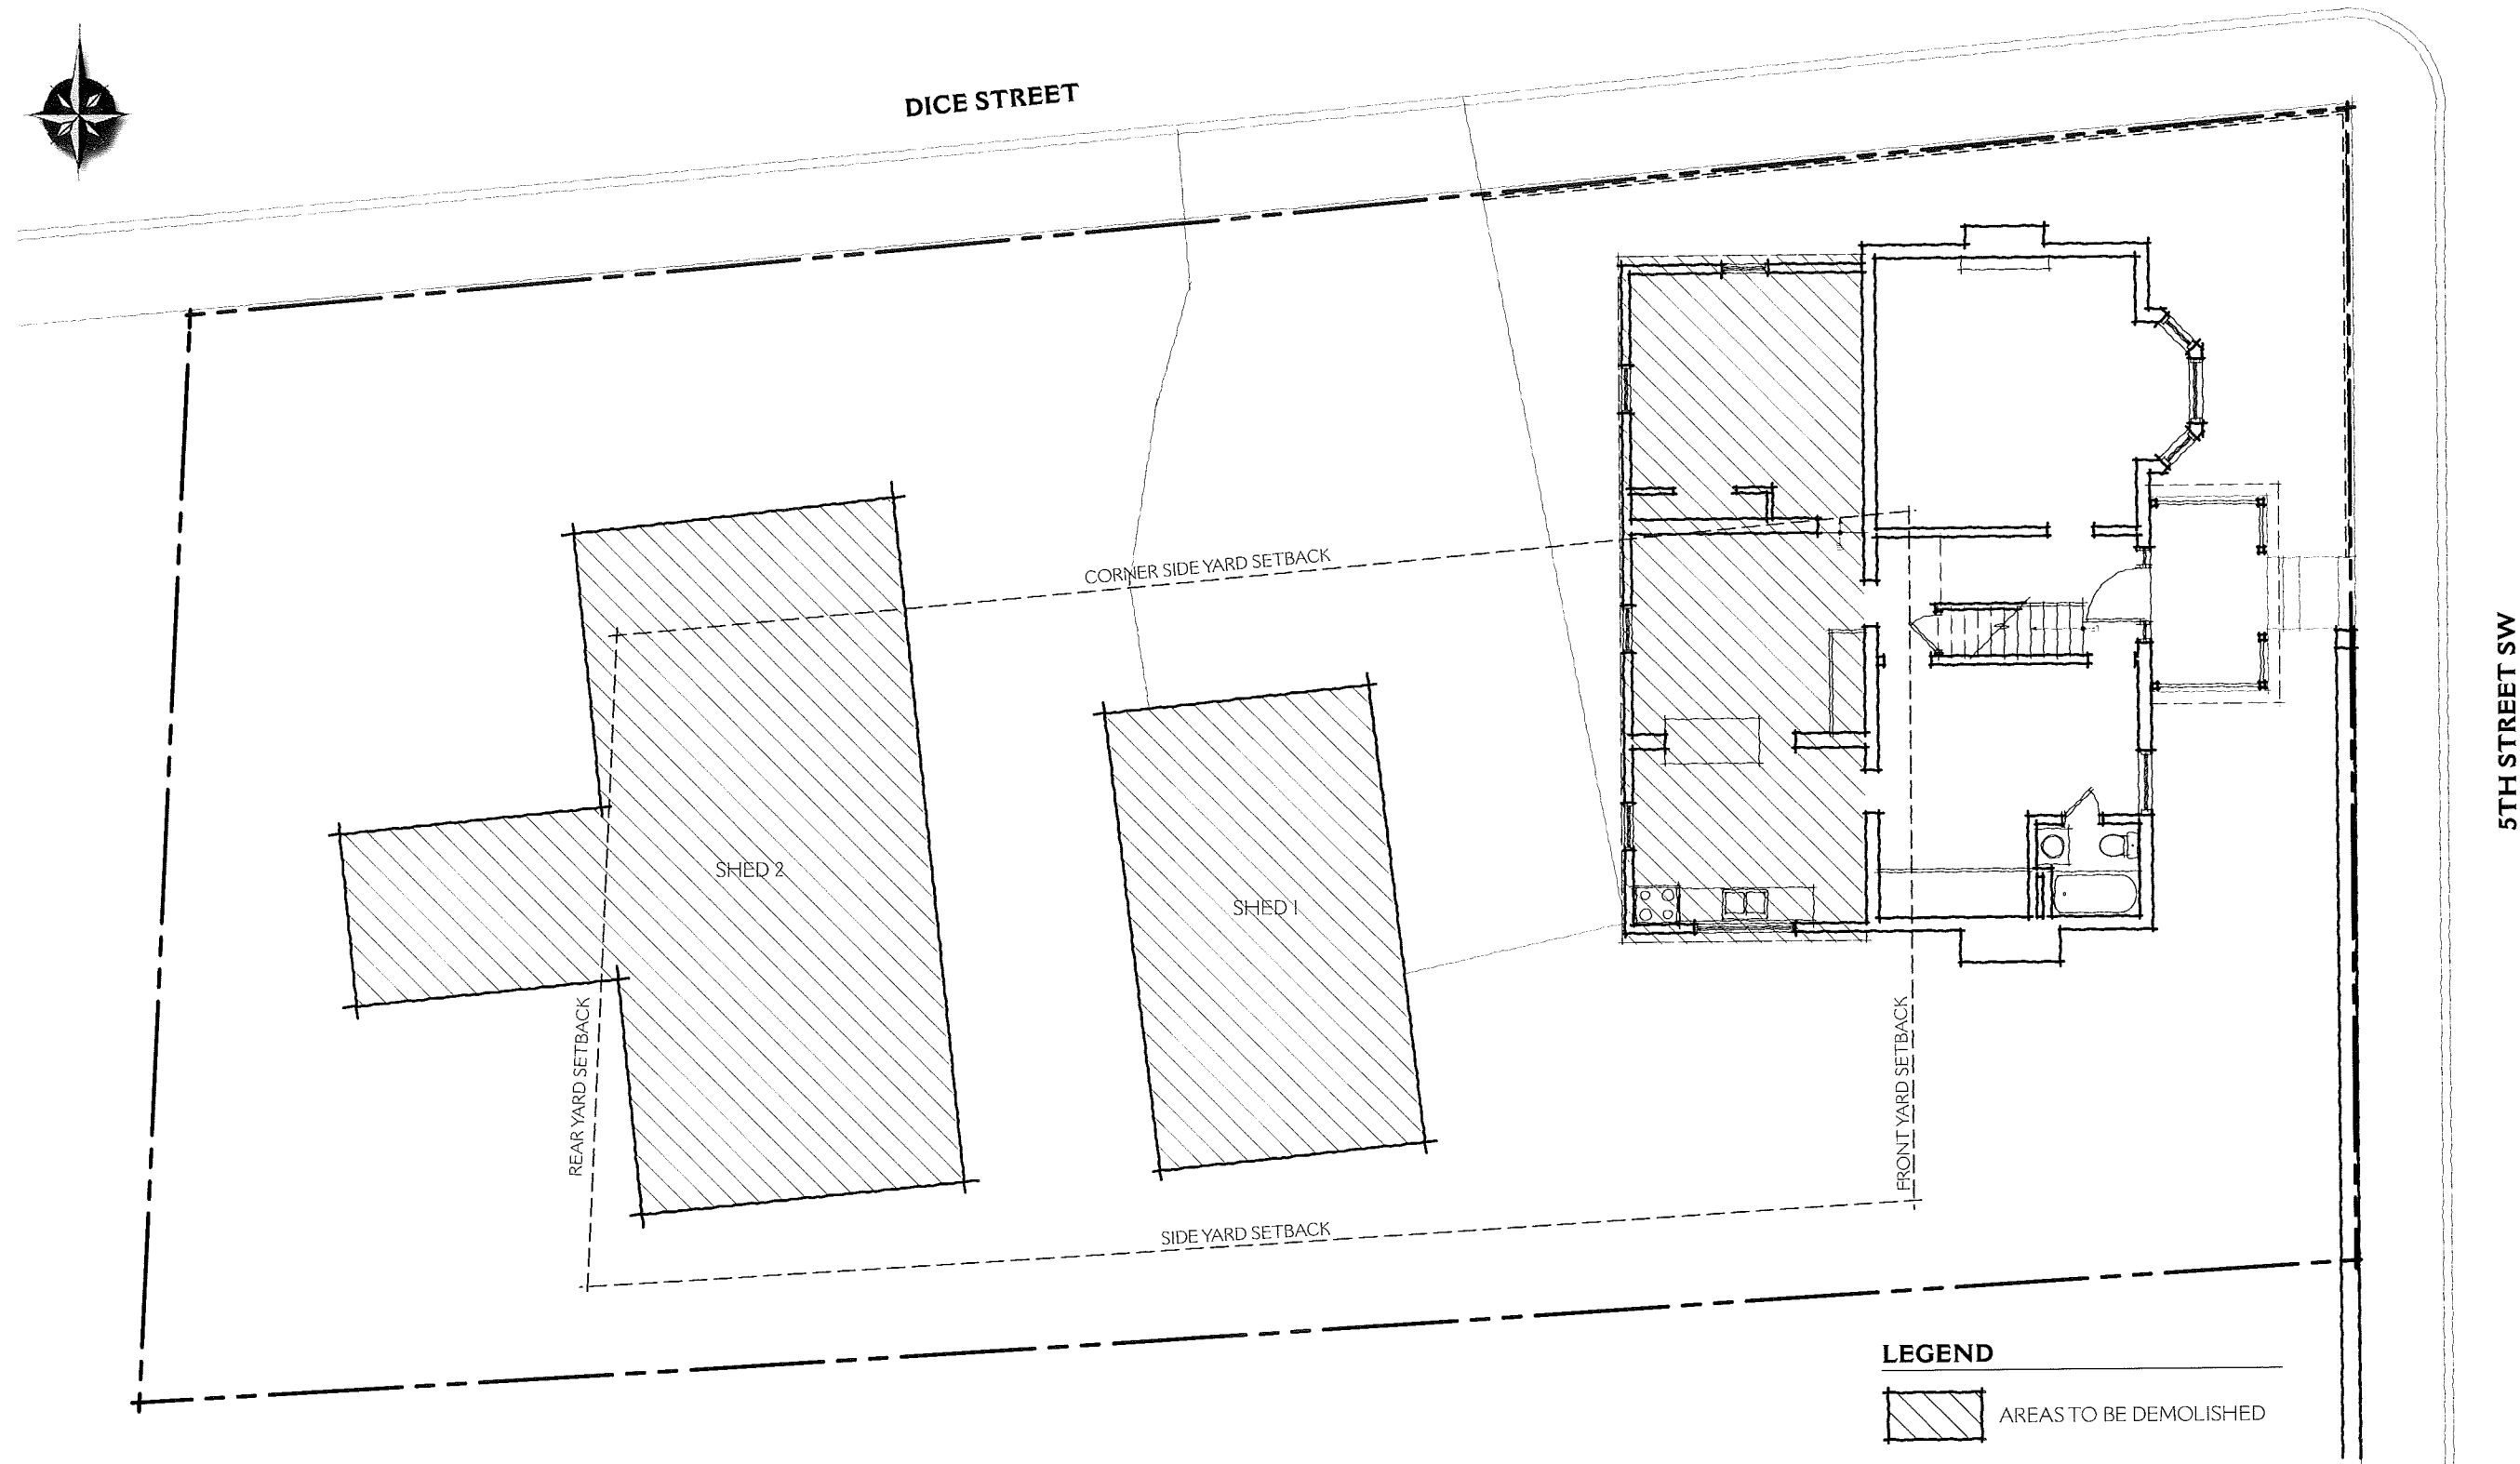 DICE STREET
CORNER SIDE YARD SETBACK
5TH STREET SW
SHED 2
SHED 1
REAR YARD SETBACK
FRONT YARD SETBACK
SIDE YARD SETBACK
LEGEND
AREAS TO BE DEMOLISHED